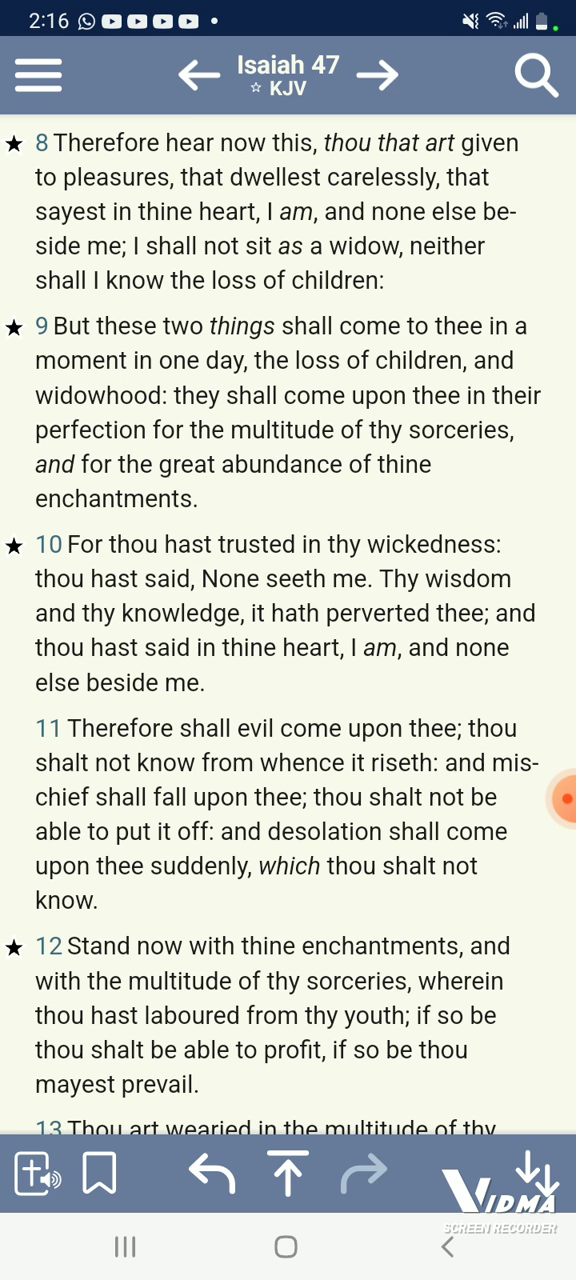 2:16
Isaiah 47
☆ KJV
★ 8 Therefore hear now this, thou that art given
to pleasures, that dwellest carelessly, that
sayest in thine heart, I am, and none else be-
side me; I shall not sit as a widow, neither
shall I know the loss of children:
★ 9 But these two things shall come to thee in a
moment in one day, the loss of children, and
widowhood: they shall come upon thee in their
perfection for the multitude of thy sorceries,
and for the great abundance of thine
enchantments.
★ 10 For thou hast trusted in thy wickedness:
thou hast said, None seeth me. Thy wisdom
and thy knowledge, it hath perverted thee; and
thou hast said in thine heart, I am, and none
else beside me.
11 Therefore shall evil come upon thee; thou
shalt not know from whence it riseth: and mis-
chief shall fall upon thee; thou shalt not be
able to put it off: and desolation shall come
upon thee suddenly, which thou shalt not
know.
★ 12 Stand now with thine enchantments, and
with the multitude of thy sorceries, wherein
thou hast laboured from thy youth; if so be
thou shalt be able to profit, if so be thou
mayest prevail.
13 Thou art wearied in the multitude of thy
VIDMA
SCREEN RECORDER